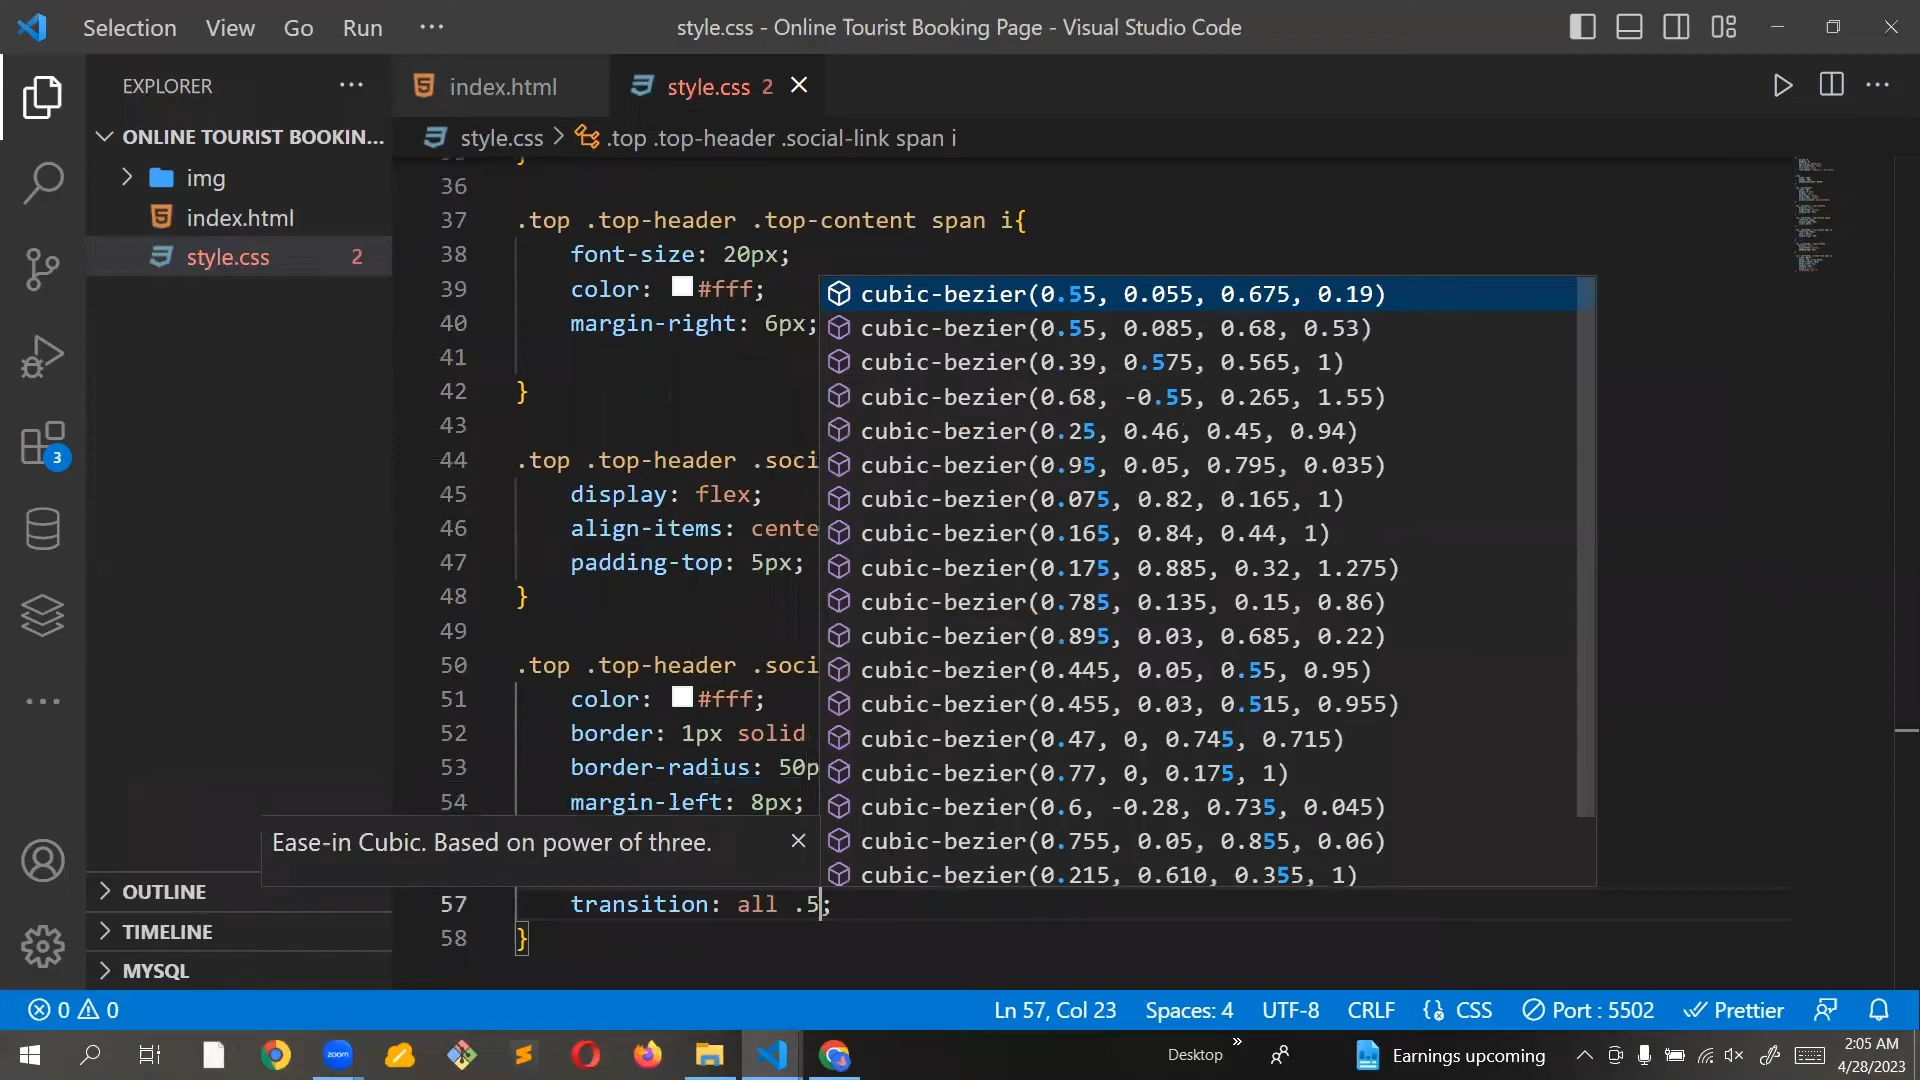 Selection View Go Run ...
style.css - Online Tourist Booking Page - Visual Studio Code
EXPLORER ...
index.html
style.css 2
ONLINE TOURIST BOOKIN...
style.css > .top .top-header .social-link span i
img
index.html
style.css 2
36
37 .top .top-header .top-content span i{
38 font-size: 20px;
39 color: #fff;
40 margin-right: 6px;
41
42 }
43
44 .top .top-header .soci
45 display: flex;
46 align-items: cente
47 padding-top: 5px;
48 }
49
50 .top .top-header .soci
51 color: #fff;
52 border: 1px solid
53 border-radius: 50p
54 margin-left: 8px;
57 transition: all .5;
58 }
cubic-bezier(0.55, 0.055, 0.675, 0.19)
cubic-bezier(0.55, 0.085, 0.68, 0.53)
cubic-bezier(0.39, 0.575, 0.565, 1)
cubic-bezier(0.68, -0.55, 0.265, 1.55)
cubic-bezier(0.25, 0.46, 0.45, 0.94)
cubic-bezier(0.95, 0.05, 0.795, 0.035)
cubic-bezier(0.075, 0.82, 0.165, 1)
cubic-bezier(0.165, 0.84, 0.44, 1)
cubic-bezier(0.175, 0.885, 0.32, 1.275)
cubic-bezier(0.785, 0.135, 0.15, 0.86)
cubic-bezier(0.895, 0.03, 0.685, 0.22)
cubic-bezier(0.445, 0.05, 0.55, 0.95)
cubic-bezier(0.455, 0.03, 0.515, 0.955)
cubic-bezier(0.47, 0, 0.745, 0.715)
cubic-bezier(0.77, 0, 0.175, 1)
cubic-bezier(0.6, -0.28, 0.735, 0.045)
cubic-bezier(0.755, 0.05, 0.855, 0.06)
cubic-bezier(0.215, 0.610, 0.355, 1)
Ease-in Cubic. Based on power of three.
3
OUTLINE
TIMELINE
MYSQL
0 0
Ln 57, Col 23 Spaces: 4 UTF-8 CRLF CSS Port : 5502 Prettier
zoom
Desktop »
Earnings upcoming
2:05 AM
4/28/2023